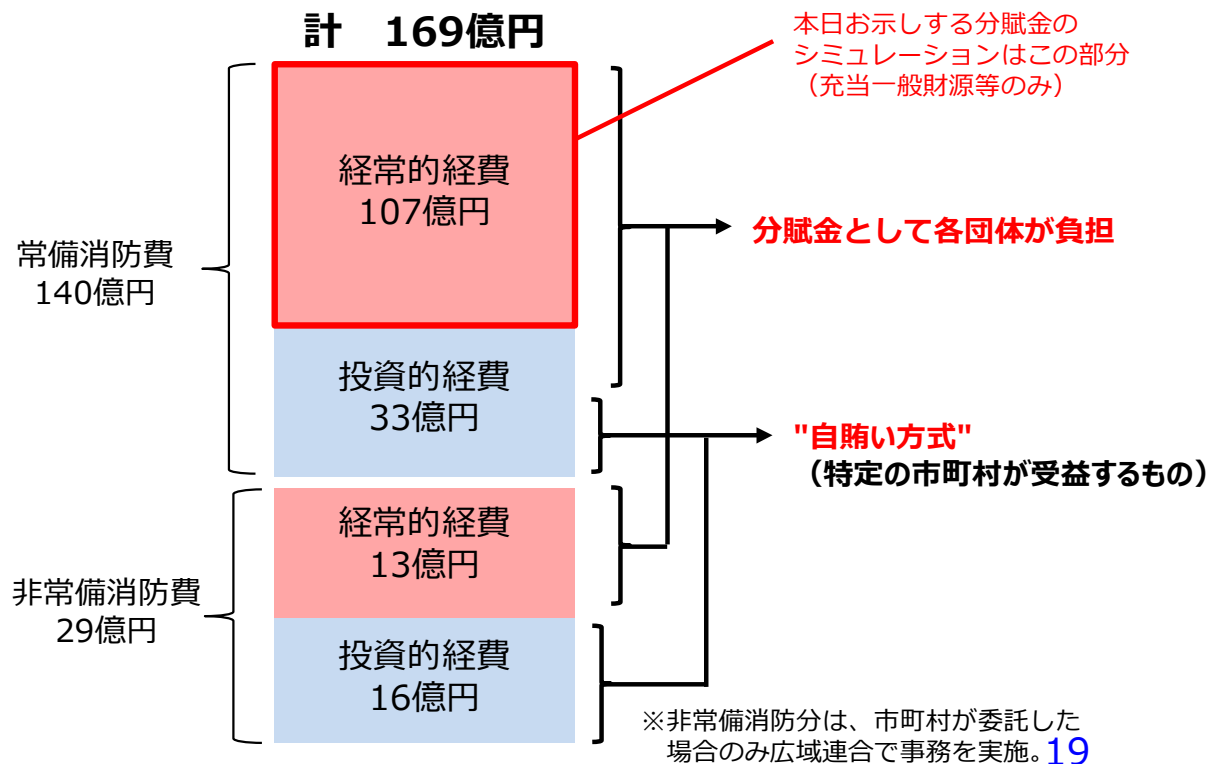 計　169億円
本日お示しする分賦金の
シミュレーションはこの部分
（充当一般財源等のみ）
経常的経費
107億円
常備消防費
140億円
分賦金として各団体が負担
投資的経費
33億円
"自賄い方式"
（特定の市町村が受益するもの）
経常的経費
13億円
非常備消防費
29億円
投資的経費
16億円
※非常備消防分は、市町村が委託した
場合のみ広域連合で事務を実施。
19